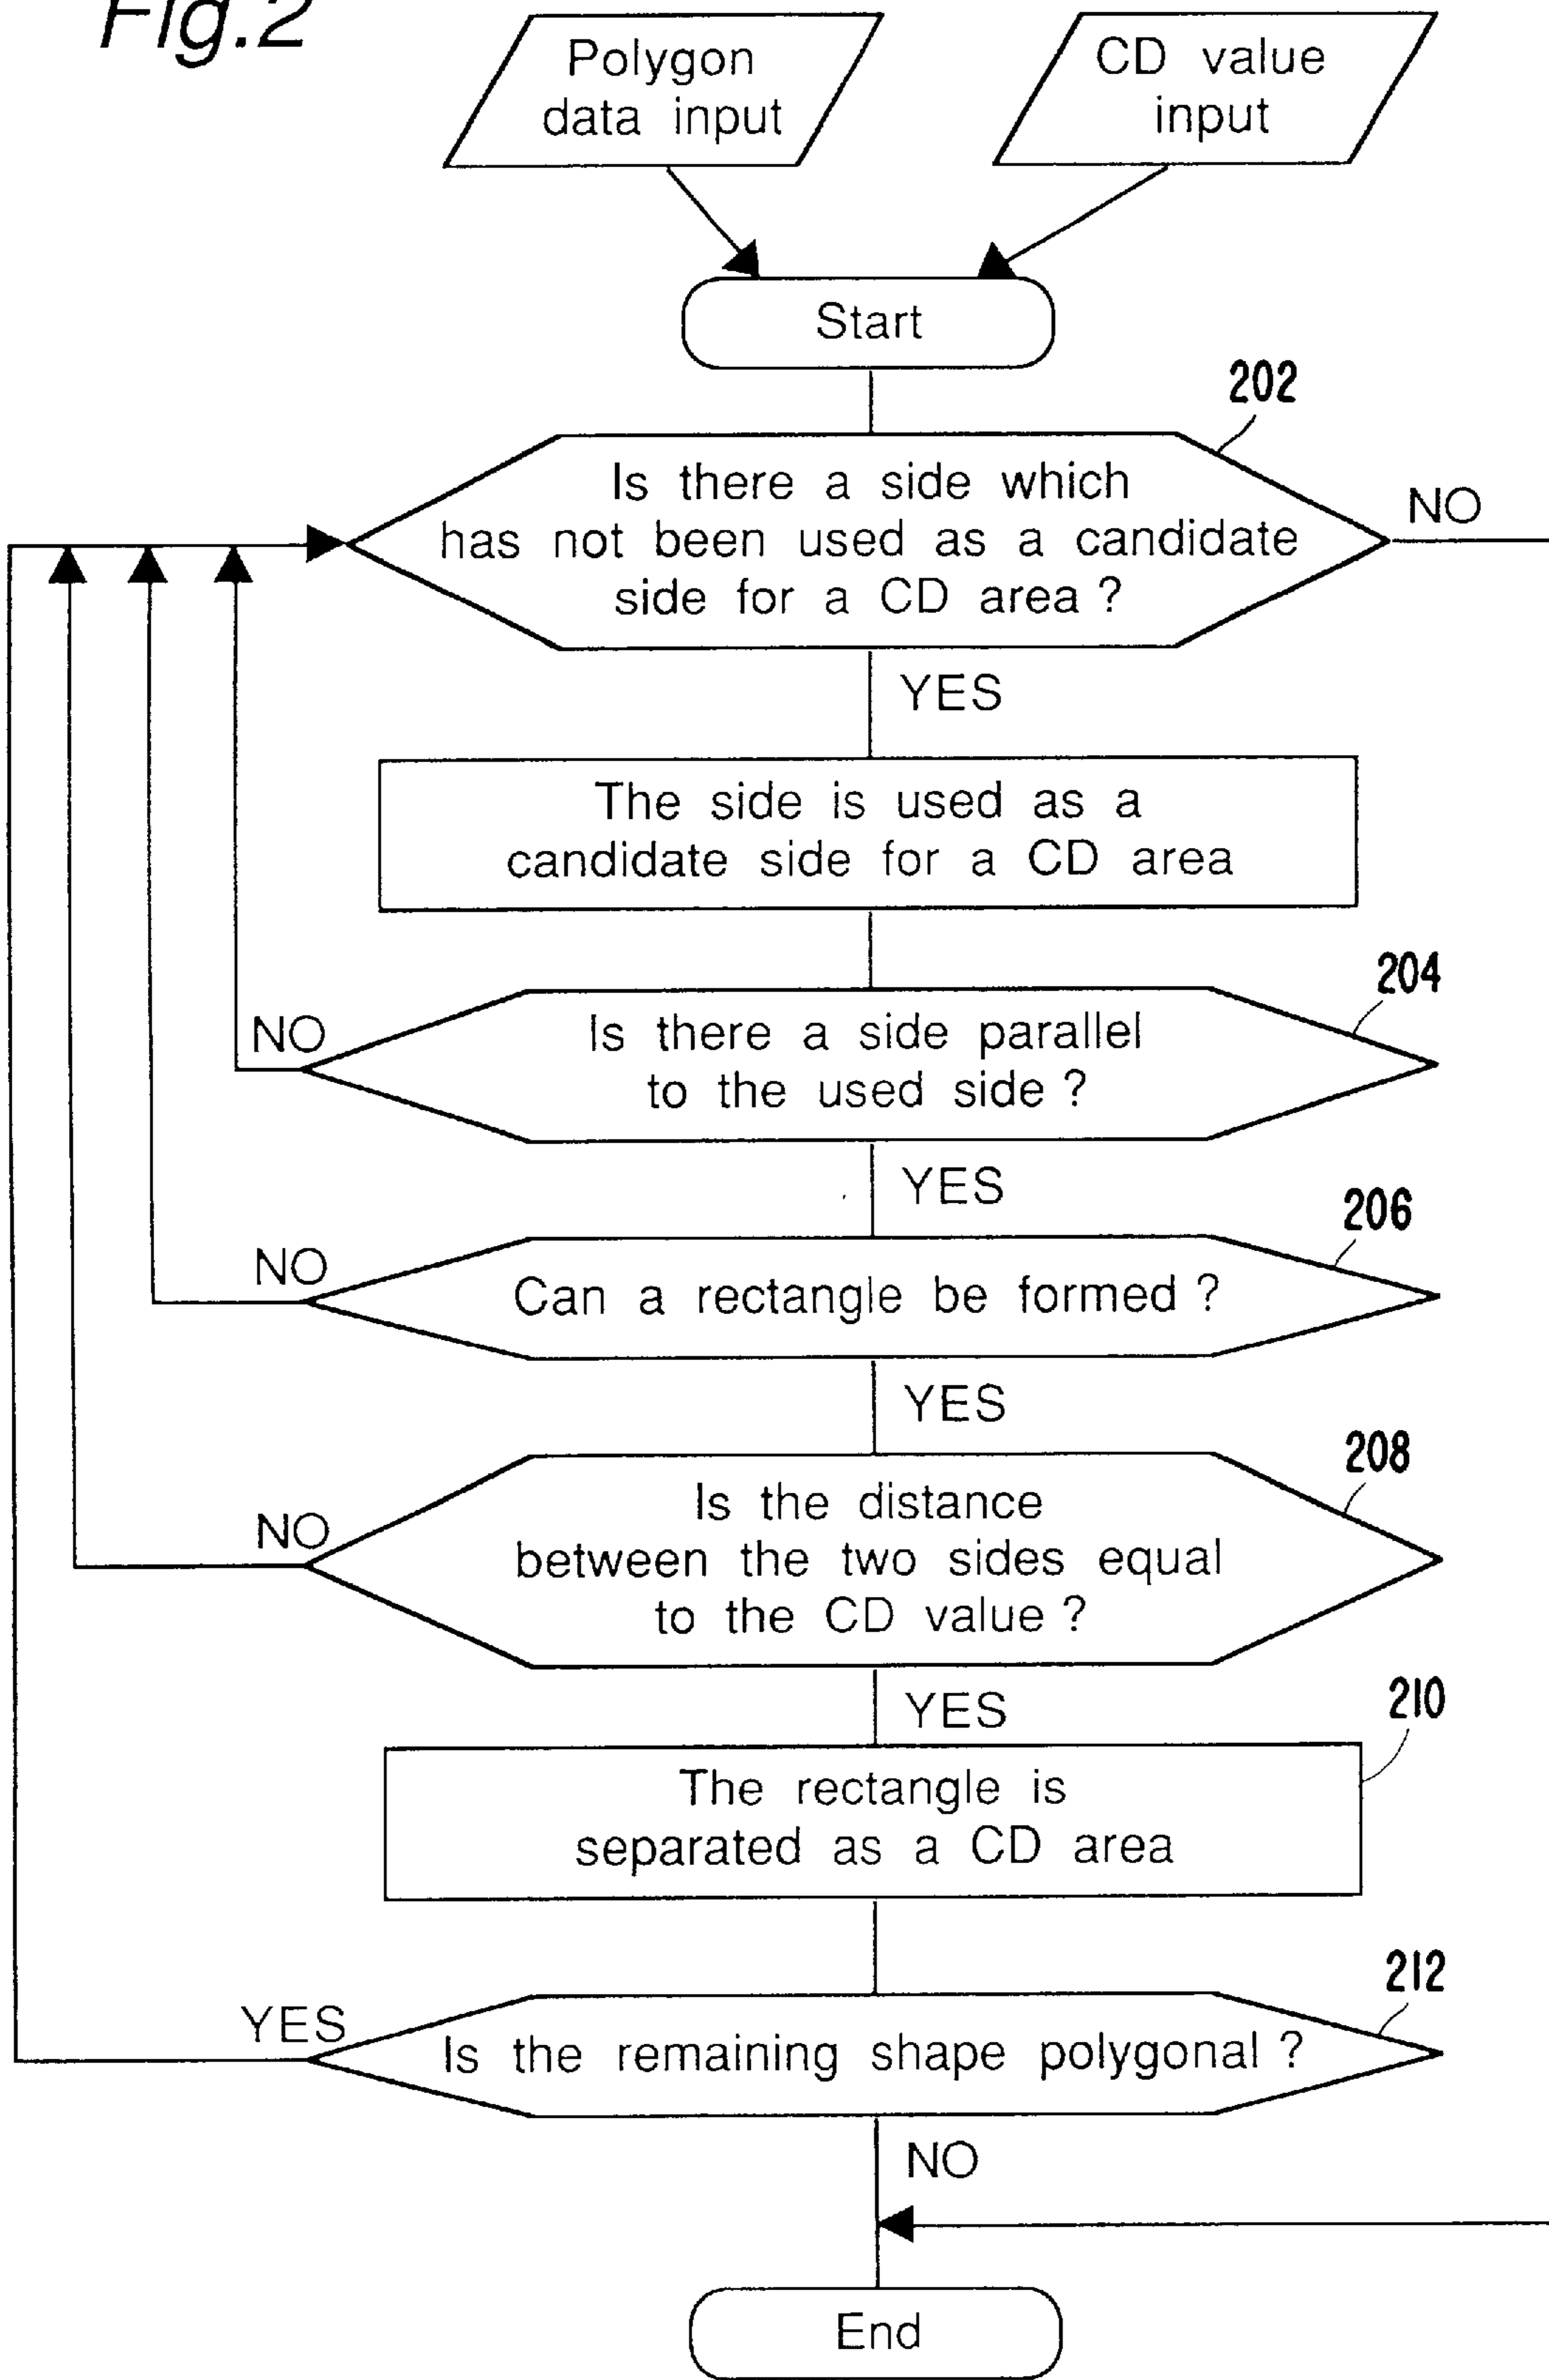 Fig.2
Polygon
data input
CD value
input
Start
202
Is there a side which
has not been used as a candidate
side for a CD area ?
NO
YES
The side is used as a
candidate side for a CD area
204
NO
Is there a side parallel
to the used side ?
YES
206
NO
Can a rectangle be formed ?
YES
208
NO
Is the distance
between the two sides equal
to the CD value ?
YES
210
The rectangle is
separated as a CD area
212
YES
Is the remaining shape polygonal ?
NO
End